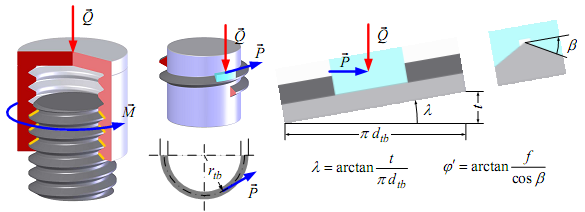 Q⃗
M⃗
Q⃗
P⃗
r_tb
P⃗
Q⃗
P⃗
λ
t
π d_tb
β
λ = arctan t/(π d_tb)
φ' = arctan f/(cos β)